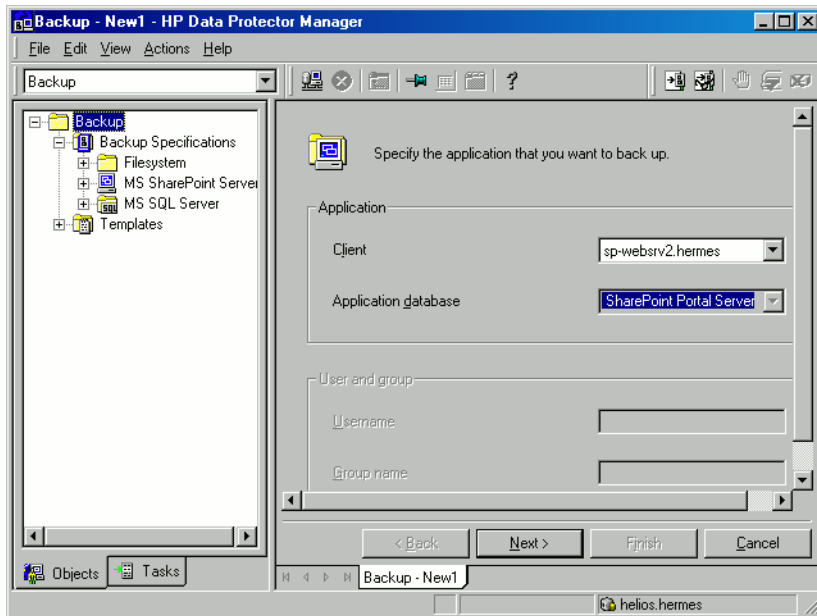 Backup - New1 - HP Data Protector Manager
File Edit View Actions Help
Backup
Backup
Backup Specifications
Filesystem
MS SharePoint Server
MS SQL Server
Templates
Specify the application that you want to back up.
Application
Client
sp-websrv2.hermes
Application database
SharePoint Portal Server
User and group
Username
Group name
< Back Next > Finish Cancel
Objects Tasks
Backup - New1
helios.hermes